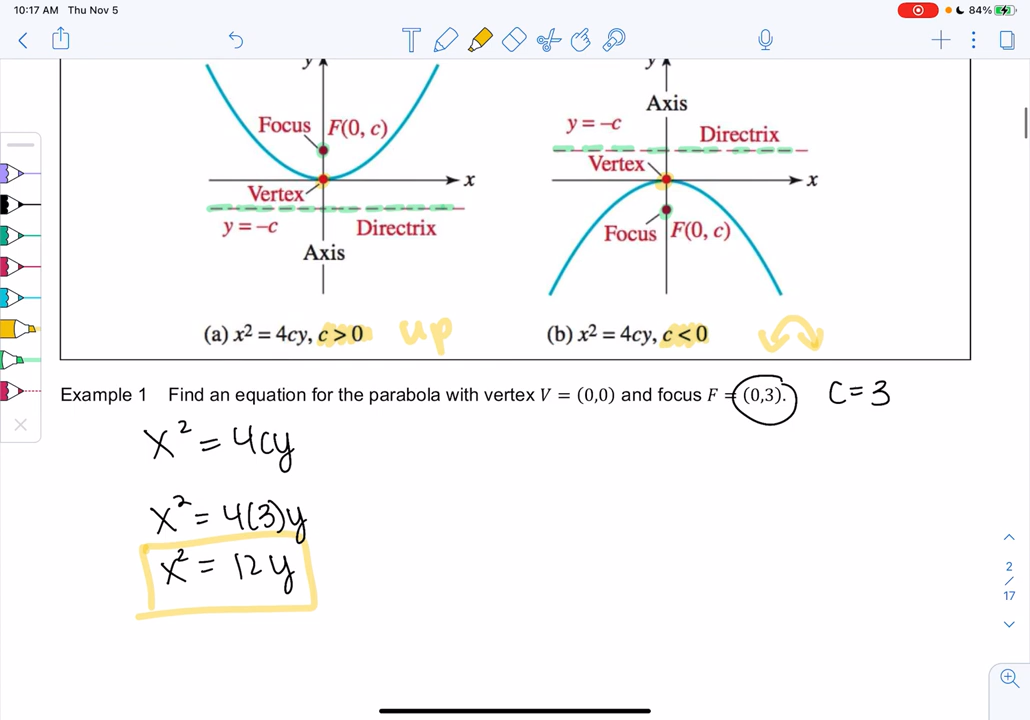 10:17 AM Thu Nov 5
84%
y
Focus F(0, c)
x
Vertex
y = −c
Directrix
Axis
(a) x2 = 4cy, c > 0
up
y
Axis
y = −c
Directrix
Vertex
x
Focus F(0, c)
(b) x2 = 4cy, c < 0
Example 1 Find an equation for the parabola with vertex V = (0,0) and focus F = (0,3).
C = 3
x² = 4cy
x² = 4(3)y
x² = 12y
2
/
17